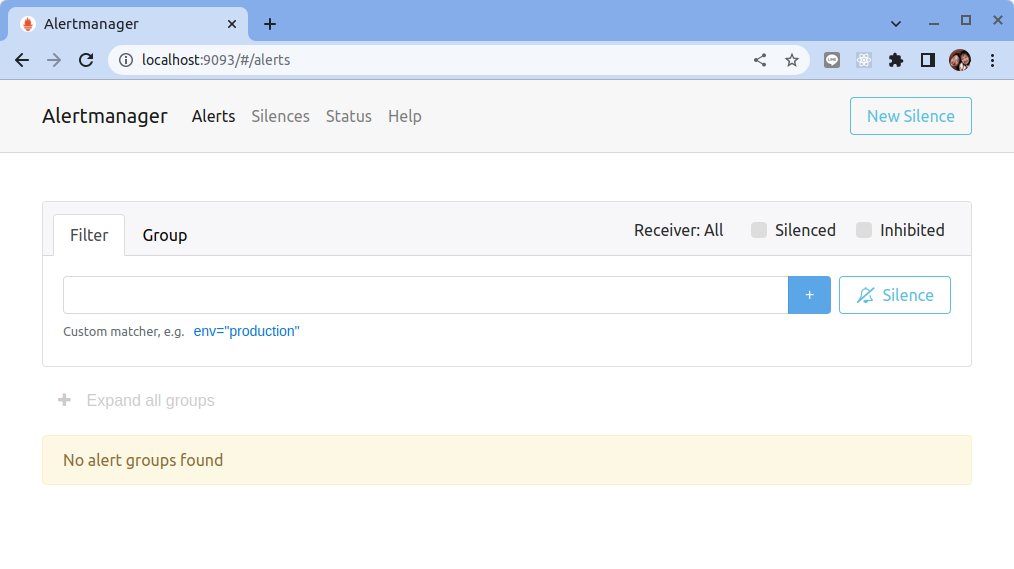 Alertmanager
localhost:9093/#/alerts
Alertmanager Alerts Silences Status Help New Silence
Filter Group Receiver: All Silenced Inhibited
+ Silence
Custom matcher, e.g. env="production"
+ Expand all groups
No alert groups found